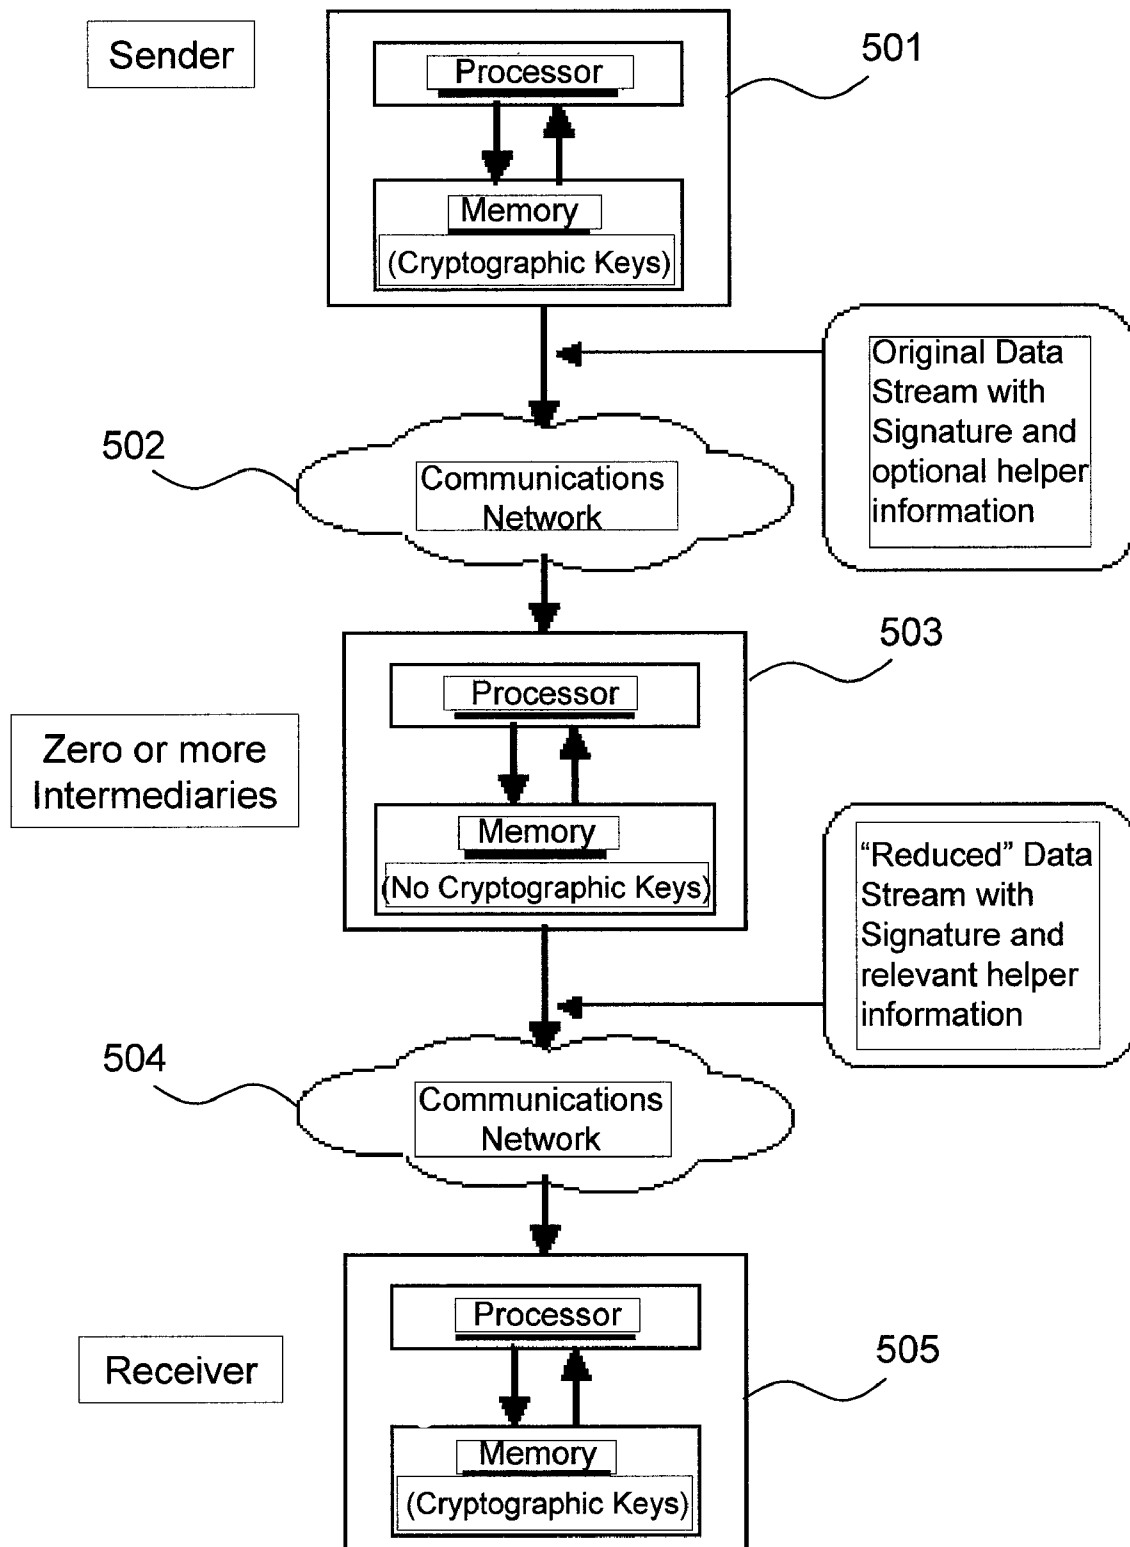 Sender
Processor
501
Memory
(Cryptographic Keys)
Original Data
Stream with
Signature and
optional helper
information
502
Communications
Network
503
Processor
Zero or more
Intermediaries
Memory
(No Cryptographic Keys)
“Reduced” Data
Stream with
Signature and
relevant helper
information
504
Communications
Network
Processor
Receiver
505
Memory
(Cryptographic Keys)